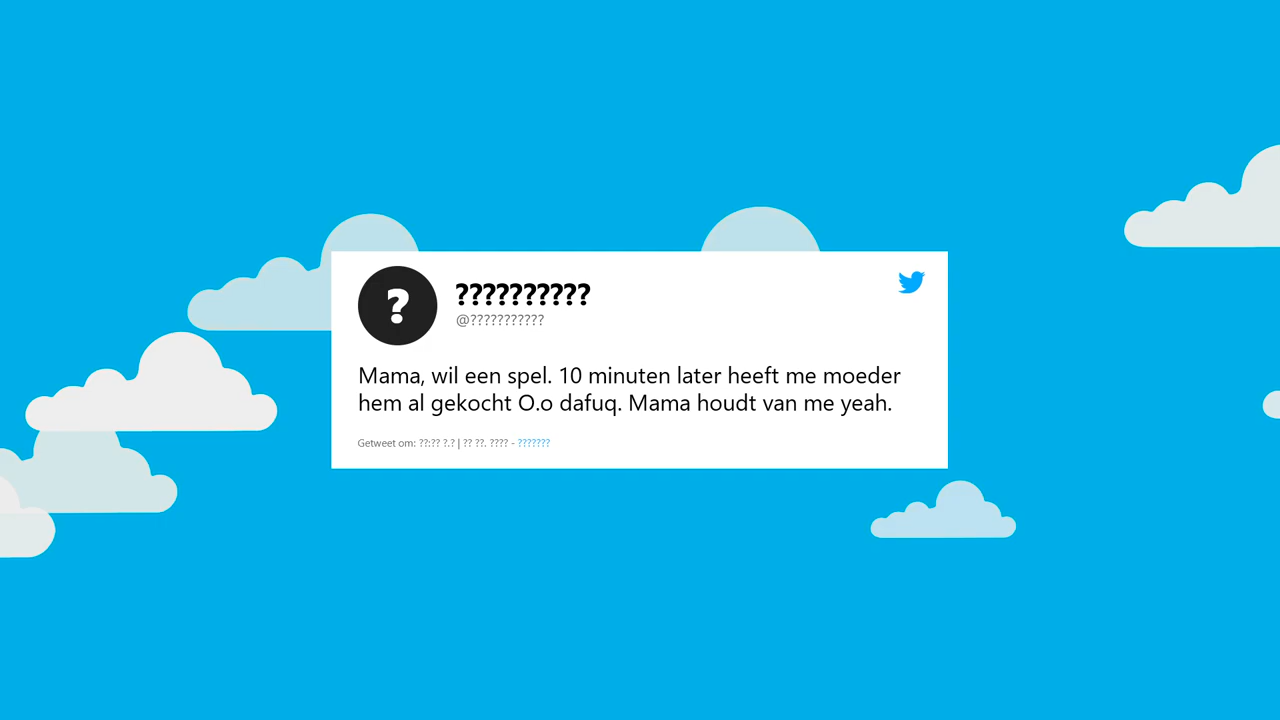 ?
??????????
@???????????
Mama, wil een spel. 10 minuten later heeft me moeder
hem al gekocht O.o dafuq. Mama houdt van me yeah.
Getweet om: ??:?? ?.? | ?? ??. ???? - ???????